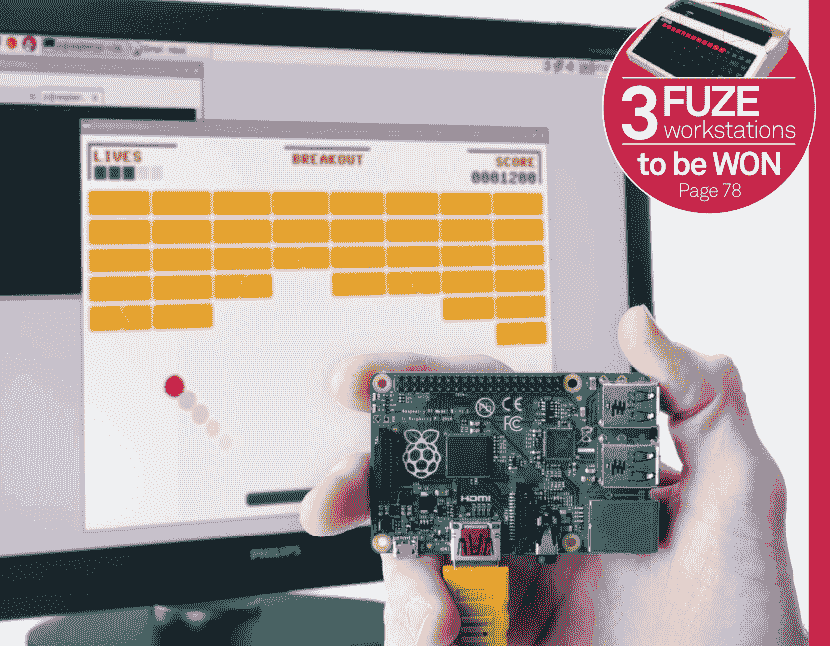 3 FUZE
workstations
to be WON
Page 78
LIVES
BREAKOUT
SCORE
0001200
PHILIPS
HDMI
CE
FC